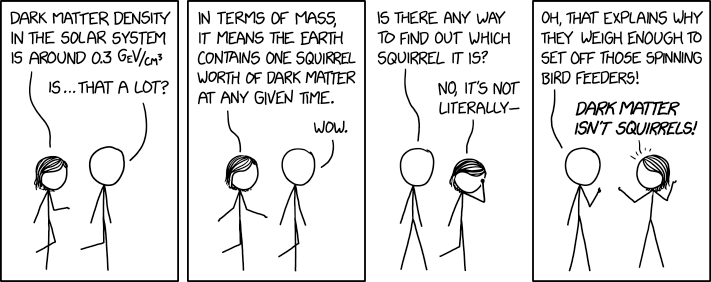 DARK MATTER DENSITY
IN THE SOLAR SYSTEM
IS AROUND 0.3 GEV/CM³
IS...THAT A LOT?
IN TERMS OF MASS,
IT MEANS THE EARTH
CONTAINS ONE SQUIRREL
WORTH OF DARK MATTER
AT ANY GIVEN TIME.
WOW.
IS THERE ANY WAY
TO FIND OUT WHICH
SQUIRREL IT IS?
NO, IT'S NOT
LITERALLY—
OH, THAT EXPLAINS WHY
THEY WEIGH ENOUGH TO
SET OFF THOSE SPINNING
BIRD FEEDERS!
DARK MATTER
ISN'T SQUIRRELS!